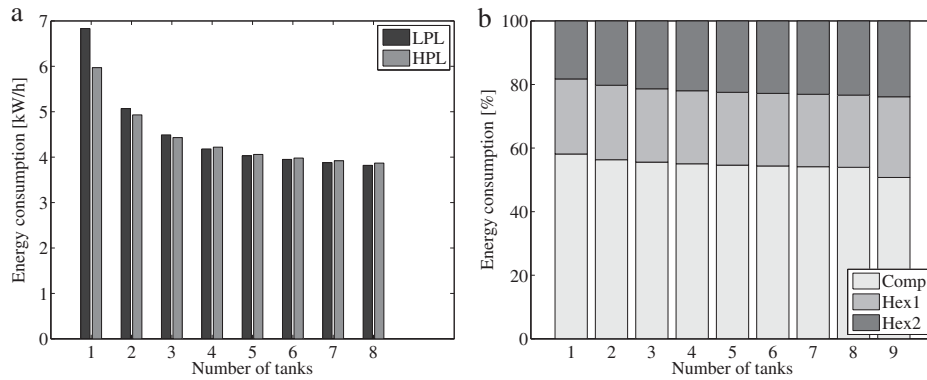 a
Energy consumption [kW/h]
7
6
5
4
3
2
1
0
LPL
HPL
1 2 3 4 5 6 7 8
Number of tanks
b
Energy consumption [%]
100
80
60
40
20
0
Comp
Hex1
Hex2
1 2 3 4 5 6 7 8 9
Number of tanks